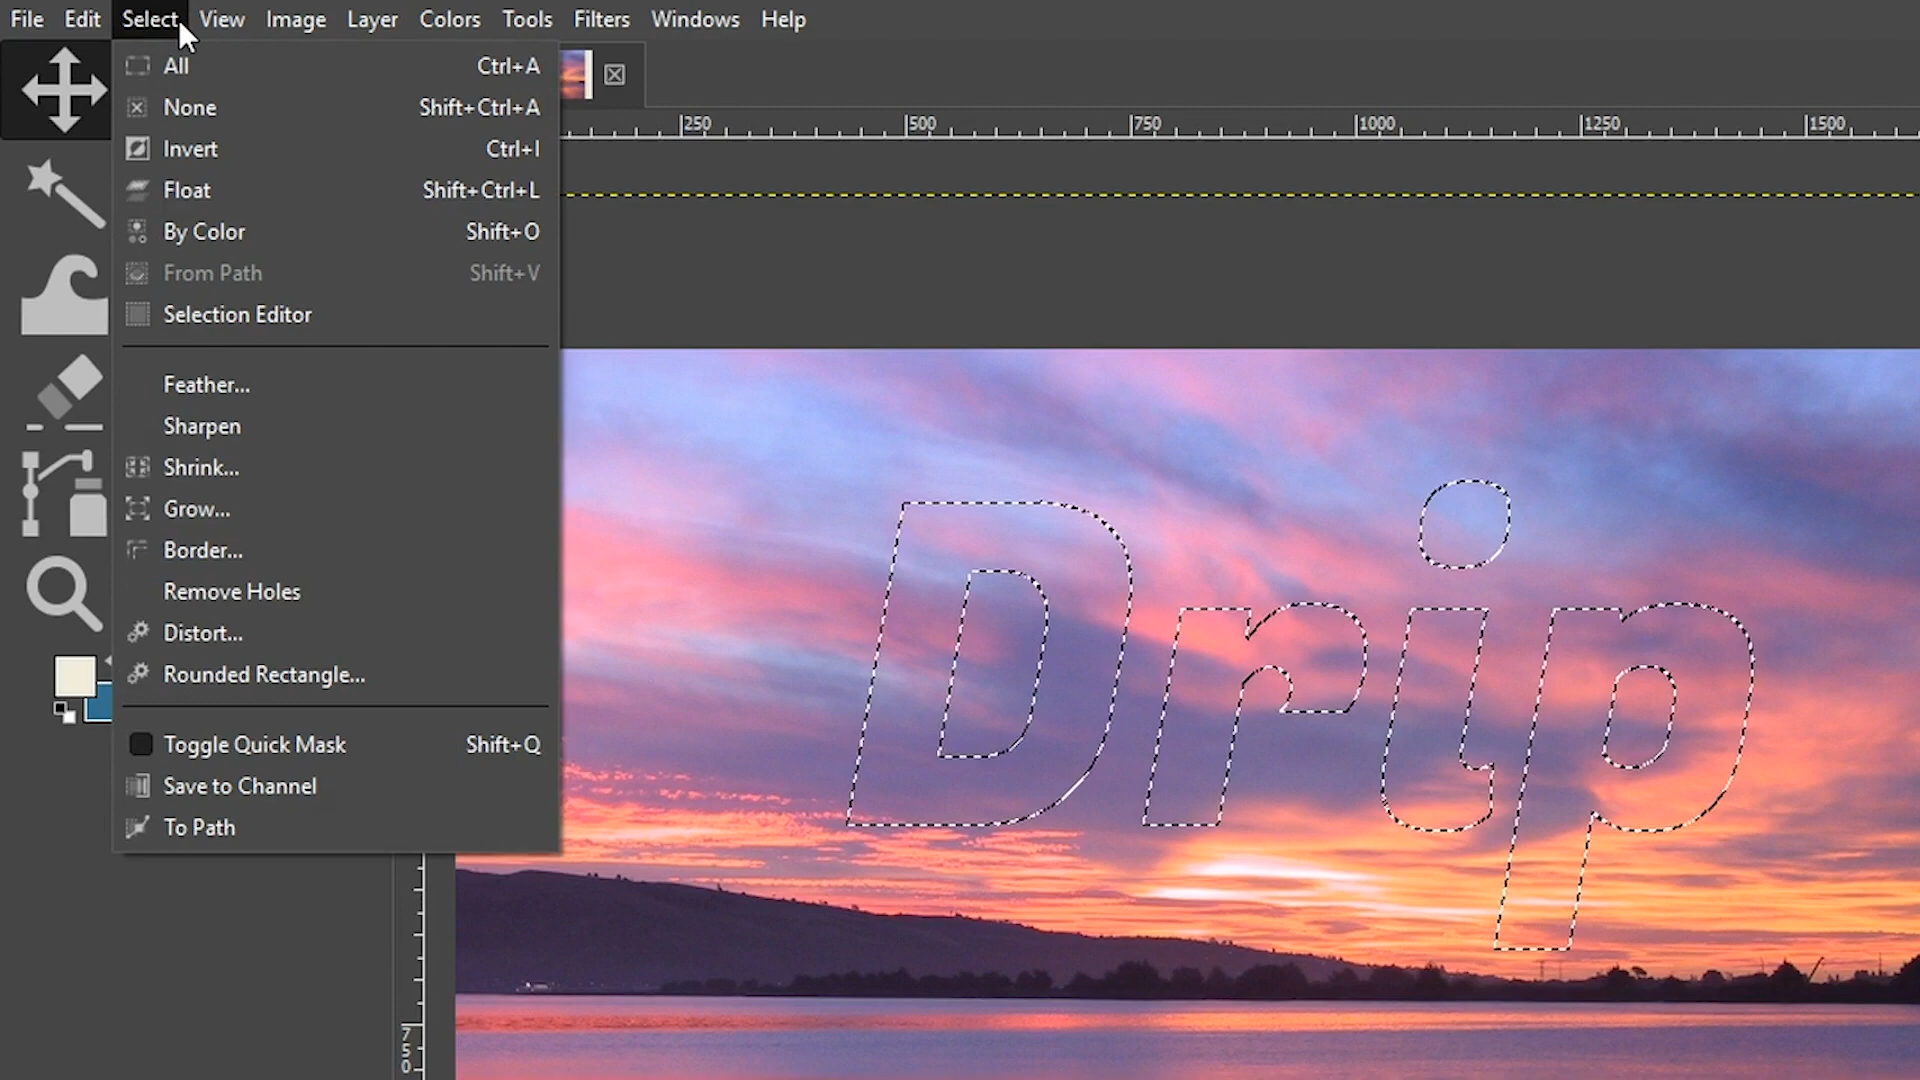 File Edit Select View Image Layer Colors Tools Filters Windows Help
All Ctrl+A
None Shift+Ctrl+A
Invert Ctrl+I
Float Shift+Ctrl+L
By Color Shift+O
From Path Shift+V
Selection Editor
Feather...
Sharpen
Shrink...
Grow...
Border...
Remove Holes
Distort...
Rounded Rectangle...
Toggle Quick Mask Shift+Q
Save to Channel
To Path
250 500 750 1000 1250 1500
Drip
750